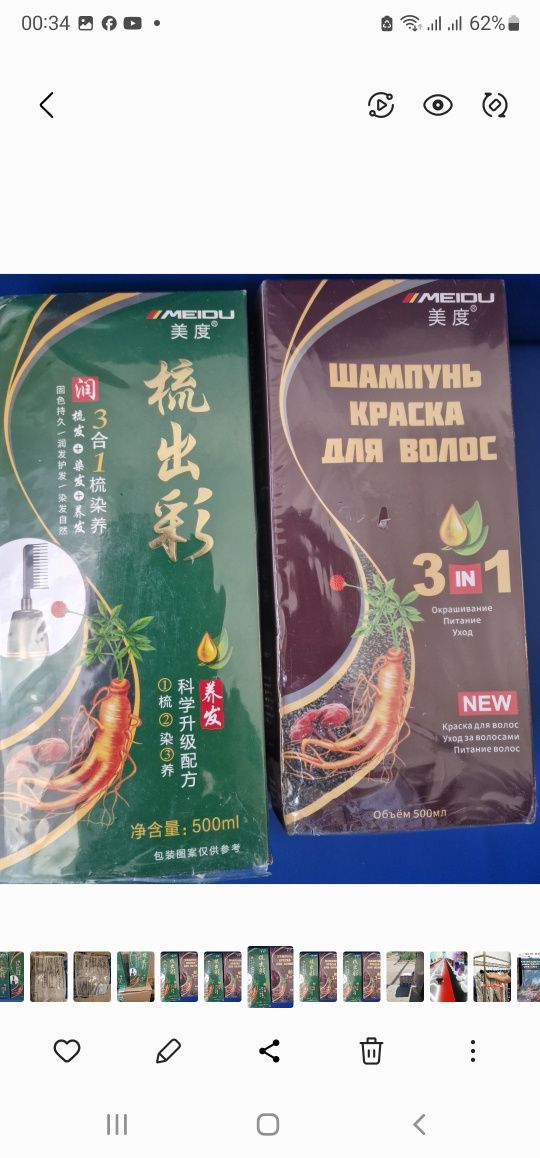 00:34
62%
MEIDU
美度®
梳出彩
润
3合1梳染养
梳发+染发+养发
固色持久—润发护发—染发自然
养发
科学升级配方
①梳②染③养
净含量: 500ml
包装图案仅供参考
MEIDU
美度®
ШАМПУНЬ
КРАСКА
ДЛЯ ВОЛОС
3 IN 1
Окрашивание
Питание
Уход
NEW
Краска для волос
Уход за волосами
Питание волос
Объём 500мл